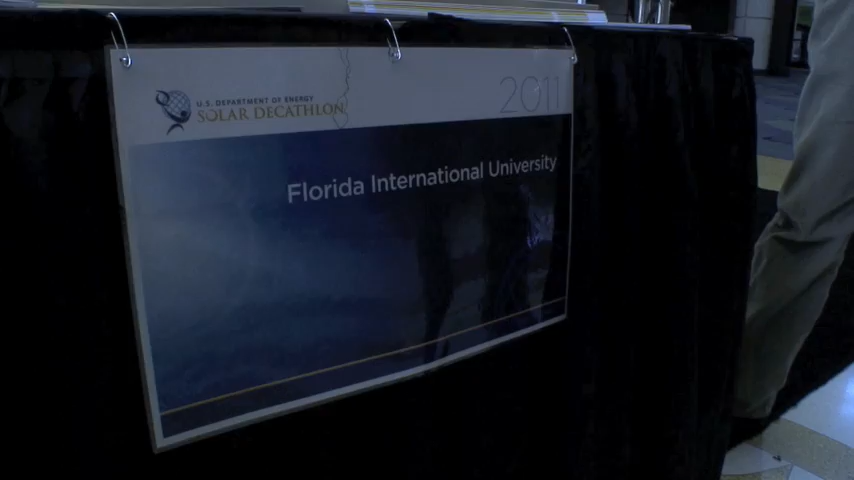 U.S. DEPARTMENT OF ENERGY
SOLAR DECATHLON
2011
Florida International University